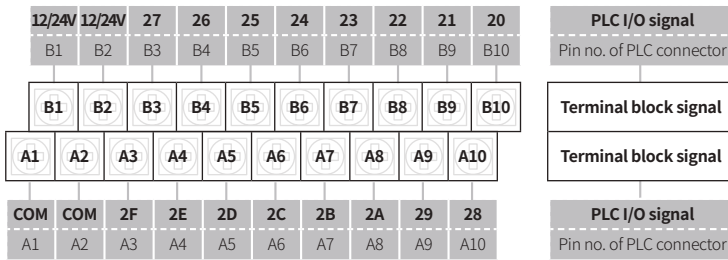 12/24V 12/24V 27 26 25 24 23 22 21 20 PLC I/O signal
B1 B2 B3 B4 B5 B6 B7 B8 B9 B10 Pin no. of PLC connector
B1 B2 B3 B4 B5 B6 B7 B8 B9 B10 Terminal block signal
A1 A2 A3 A4 A5 A6 A7 A8 A9 A10 Terminal block signal
COM COM 2F 2E 2D 2C 2B 2A 29 28 PLC I/O signal
A1 A2 A3 A4 A5 A6 A7 A8 A9 A10 Pin no. of PLC connector